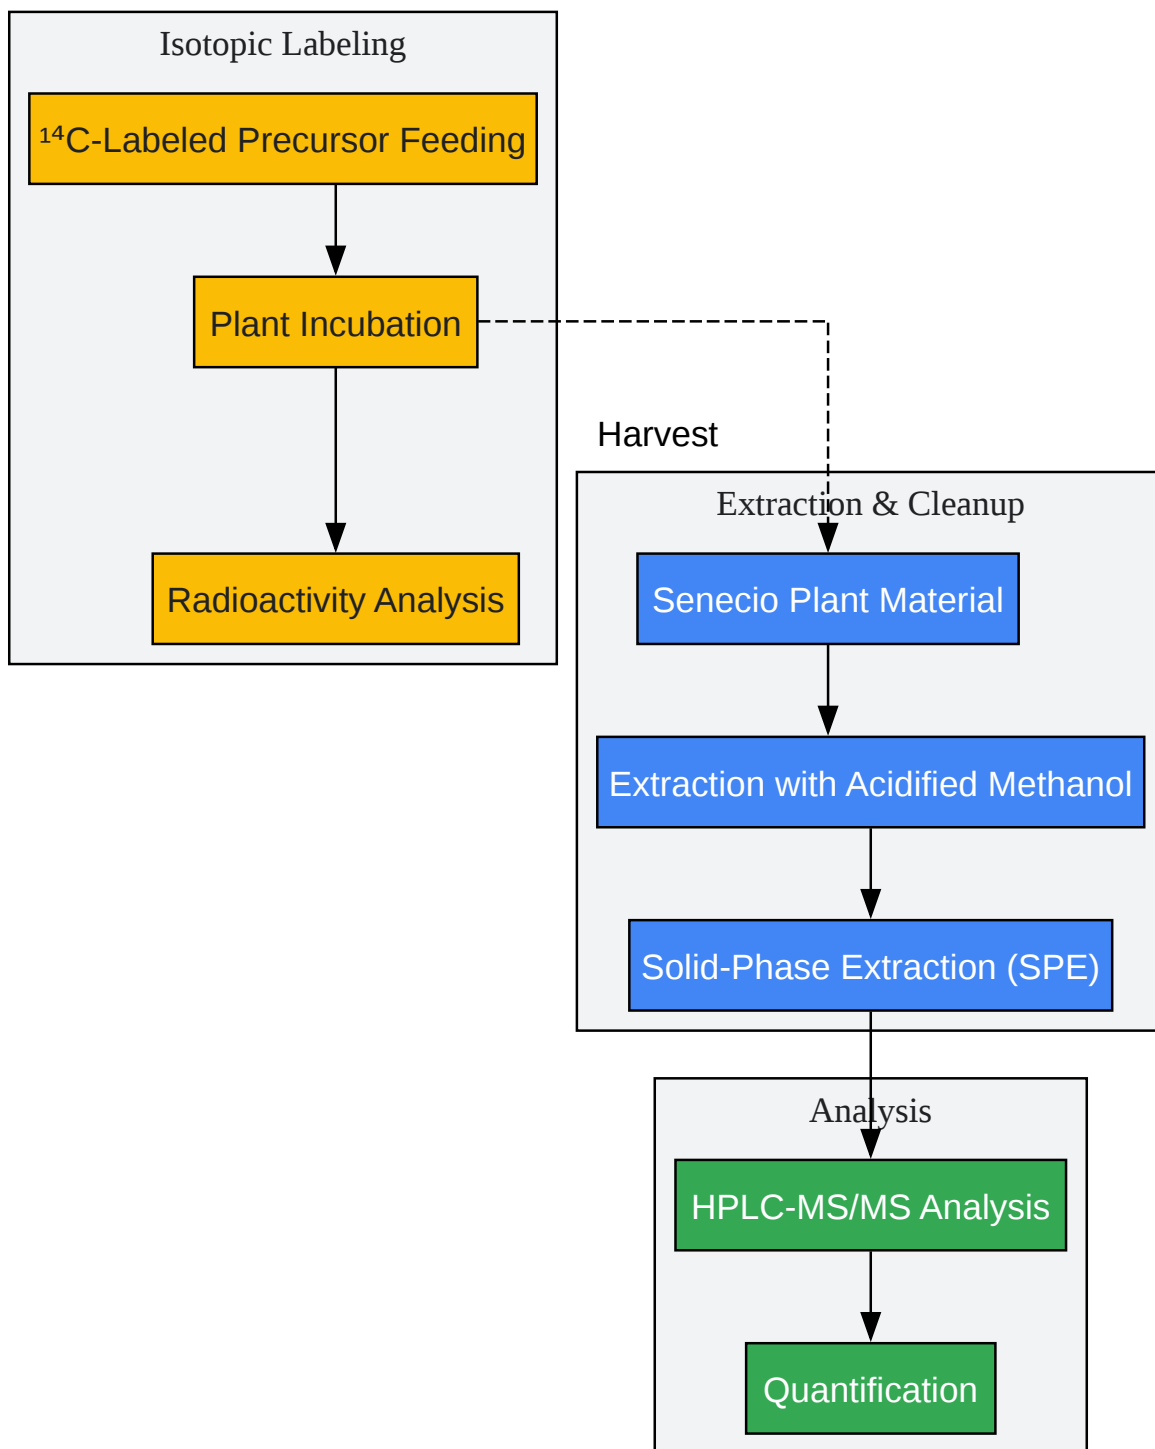 Isotopic Labeling
¹⁴C-Labeled Precursor Feeding
Plant Incubation
Radioactivity Analysis
Harvest
Extraction & Cleanup
Senecio Plant Material
Extraction with Acidified Methanol
Solid-Phase Extraction (SPE)
Analysis
HPLC-MS/MS Analysis
Quantification